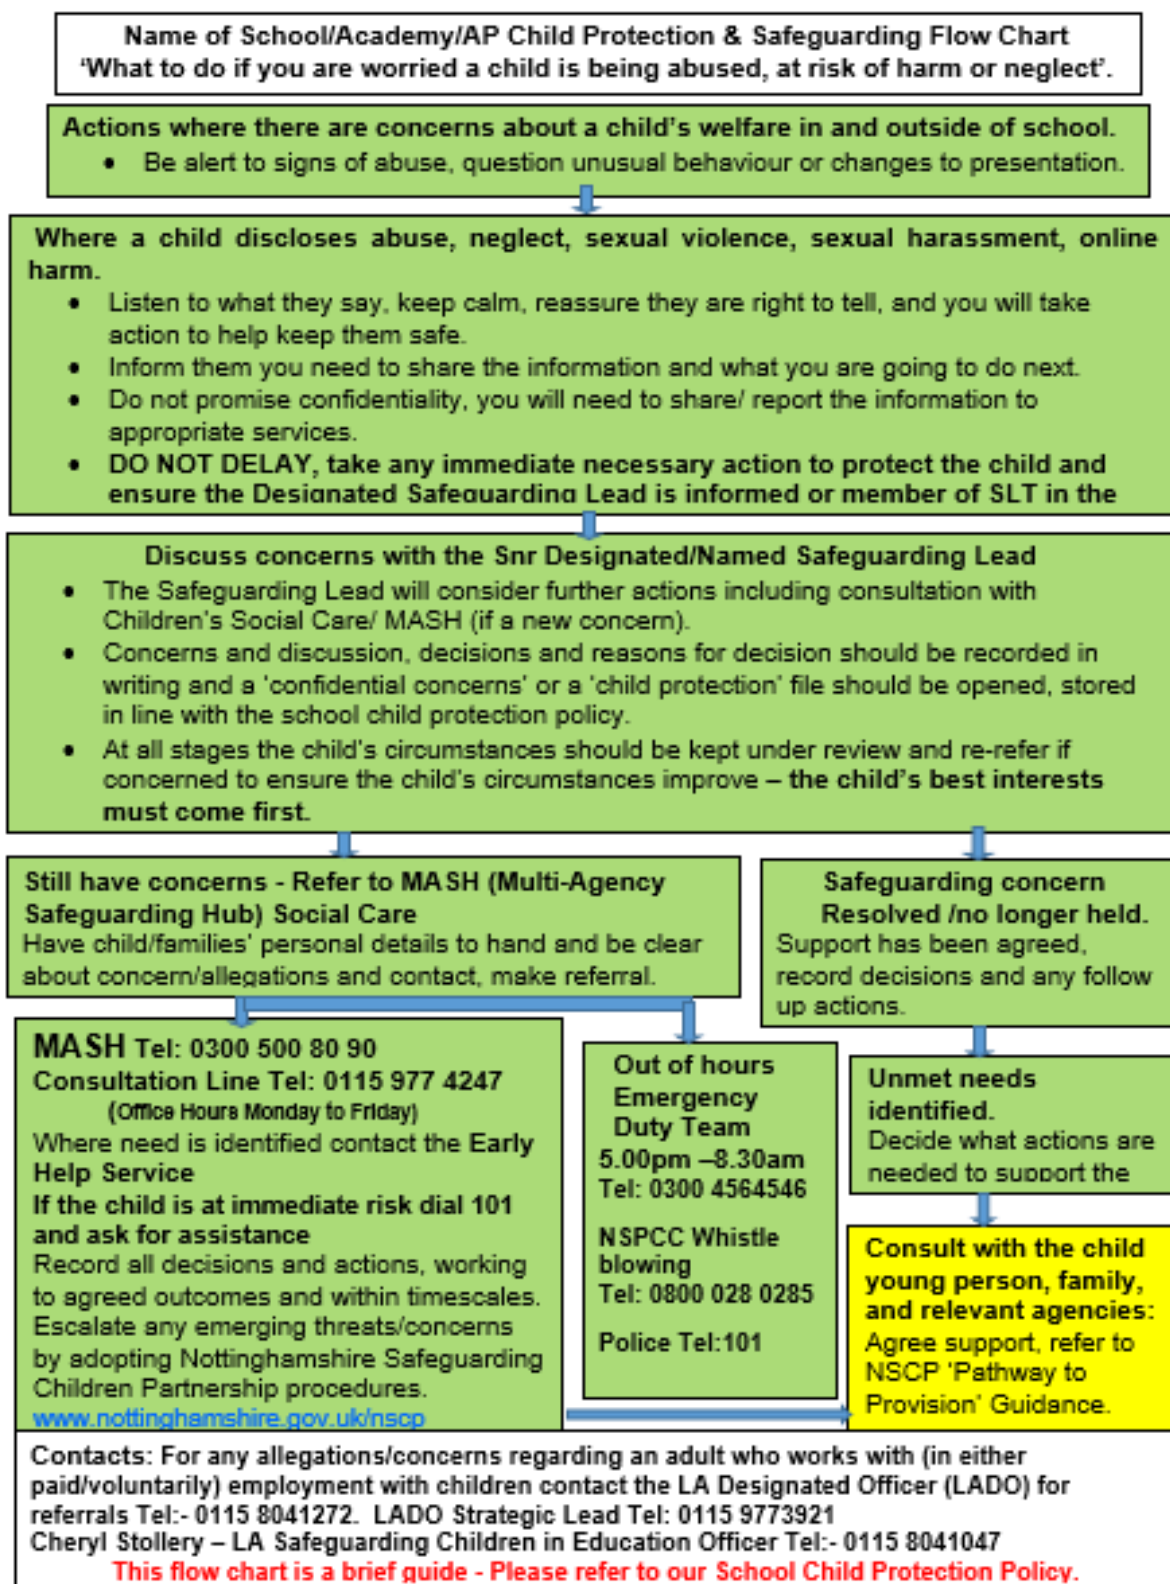 Name of School/Academy/AP Child Protection & Safeguarding Flow Chart
‘What to do if you are worried a child is being abused, at risk of harm or neglect’.
Actions where there are concerns about a child’s welfare in and outside of school.
• Be alert to signs of abuse, question unusual behaviour or changes to presentation.
Where a child discloses abuse, neglect, sexual violence, sexual harassment, online
harm.
• Listen to what they say, keep calm, reassure they are right to tell, and you will take
action to help keep them safe.
• Inform them you need to share the information and what you are going to do next.
• Do not promise confidentiality, you will need to share/ report the information to
appropriate services.
• DO NOT DELAY, take any immediate necessary action to protect the child and
ensure the Designated Safeguarding Lead is informed or member of SLT in the
Discuss concerns with the Snr Designated/Named Safeguarding Lead
• The Safeguarding Lead will consider further actions including consultation with
Children’s Social Care/ MASH (if a new concern).
• Concerns and discussion, decisions and reasons for decision should be recorded in
writing and a ‘confidential concerns’ or a ‘child protection’ file should be opened, stored
in line with the school child protection policy.
• At all stages the child’s circumstances should be kept under review and re-refer if
concerned to ensure the child’s circumstances improve – the child’s best interests
must come first.
Still have concerns - Refer to MASH (Multi-Agency
Safeguarding Hub) Social Care
Have child/families’ personal details to hand and be clear
about concern/allegations and contact, make referral.
Safeguarding concern
Resolved /no longer held.
Support has been agreed,
record decisions and any follow
up actions.
MASH Tel: 0300 500 80 90
Consultation Line Tel: 0115 977 4247
(Office Hours Monday to Friday)
Where need is identified contact the Early
Help Service
If the child is at immediate risk dial 101
and ask for assistance
Record all decisions and actions, working
to agreed outcomes and within timescales.
Escalate any emerging threats/concerns
by adopting Nottinghamshire Safeguarding
Children Partnership procedures.
www.nottinghamshire.gov.uk/nscp
Out of hours
Emergency
Duty Team
5.00pm –8.30am
Tel: 0300 4564546
NSPCC Whistle
blowing
Tel: 0800 028 0285
Police Tel:101
Unmet needs
identified.
Decide what actions are
needed to support the
Consult with the child
young person, family,
and relevant agencies:
Agree support, refer to
NSCP ‘Pathway to
Provision’ Guidance.
Contacts: For any allegations/concerns regarding an adult who works with (in either
paid/voluntarily) employment with children contact the LA Designated Officer (LADO) for
referrals Tel:- 0115 8041272. LADO Strategic Lead Tel: 0115 9773921
Cheryl Stollery – LA Safeguarding Children in Education Officer Tel:- 0115 8041047
This flow chart is a brief guide - Please refer to our School Child Protection Policy.